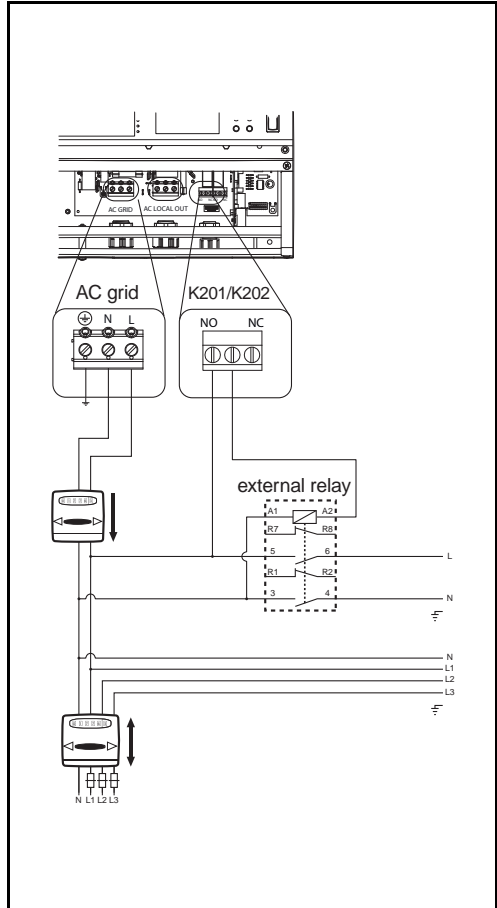 AC GRID AC LOCAL OUT
AC grid
K201/K202
N L
NO NC
external relay
A1 A2
R7 R8
5 6
L
R1 R2
3 4
N
N
L1
L2
L3
N L1 L2 L3